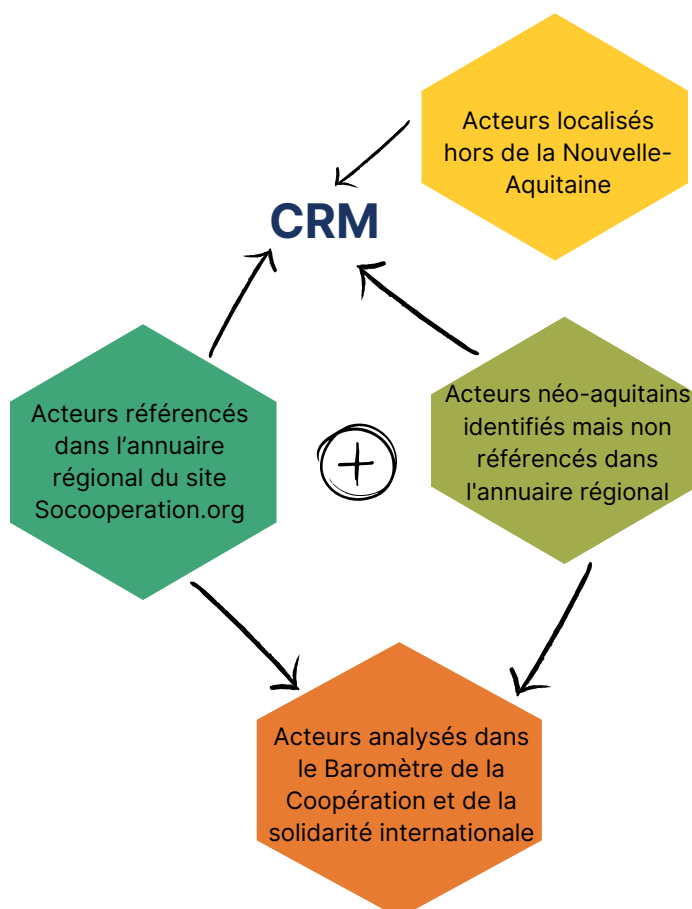 Acteurs localisés
hors de la Nouvelle-
Aquitaine
CRM
Acteurs référencés
dans l’annuaire
régional du site
Socooperation.org
Acteurs néo-aquitains
identifiés mais non
référencés dans
l'annuaire régional
Acteurs analysés dans
le Baromètre de la
Coopération et de la
solidarité internationale